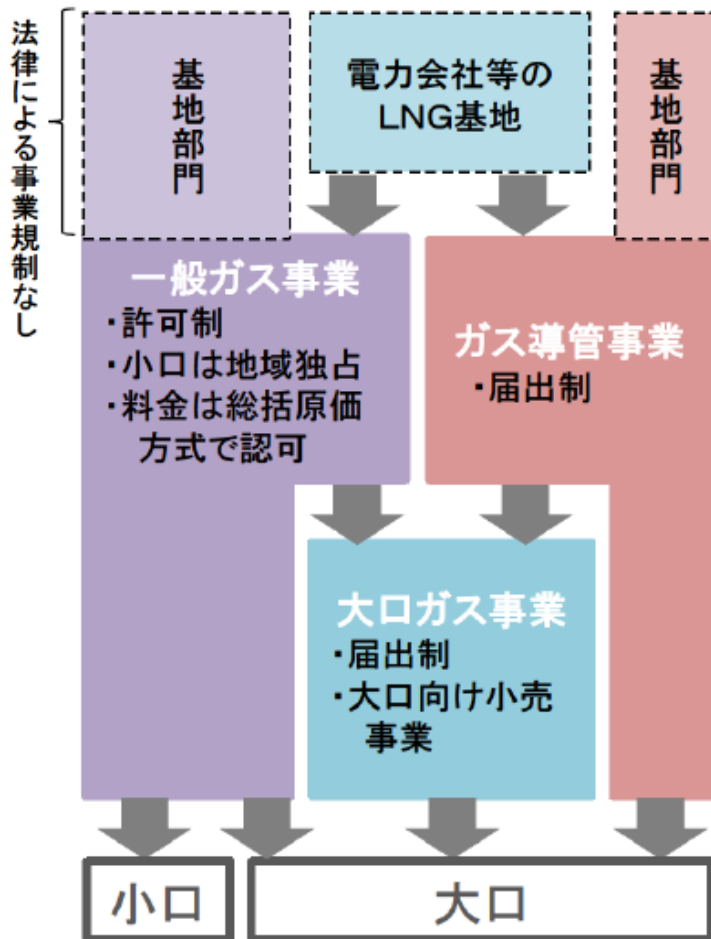 法律による事業規制なし
基地部門
電力会社等の
LNG基地
基地部門
一般ガス事業
・許可制
・小口は地域独占
・料金は総括原価
方式で認可
ガス導管事業
・届出制
大口ガス事業
・届出制
・大口向け小売
事業
小口
大口